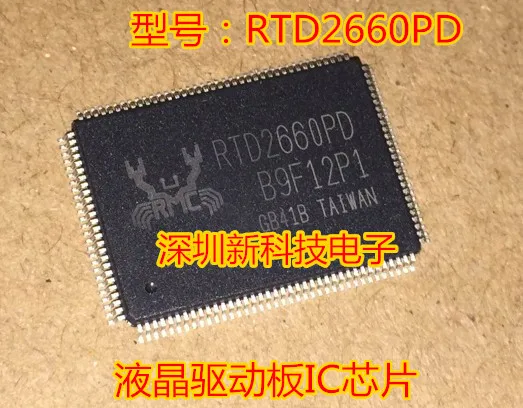 型号：RTD2660PD
RTD2660PD
B9F12P1
GB41B TAIWAN
RMC
深圳新科技电子
液晶驱动板IC芯片